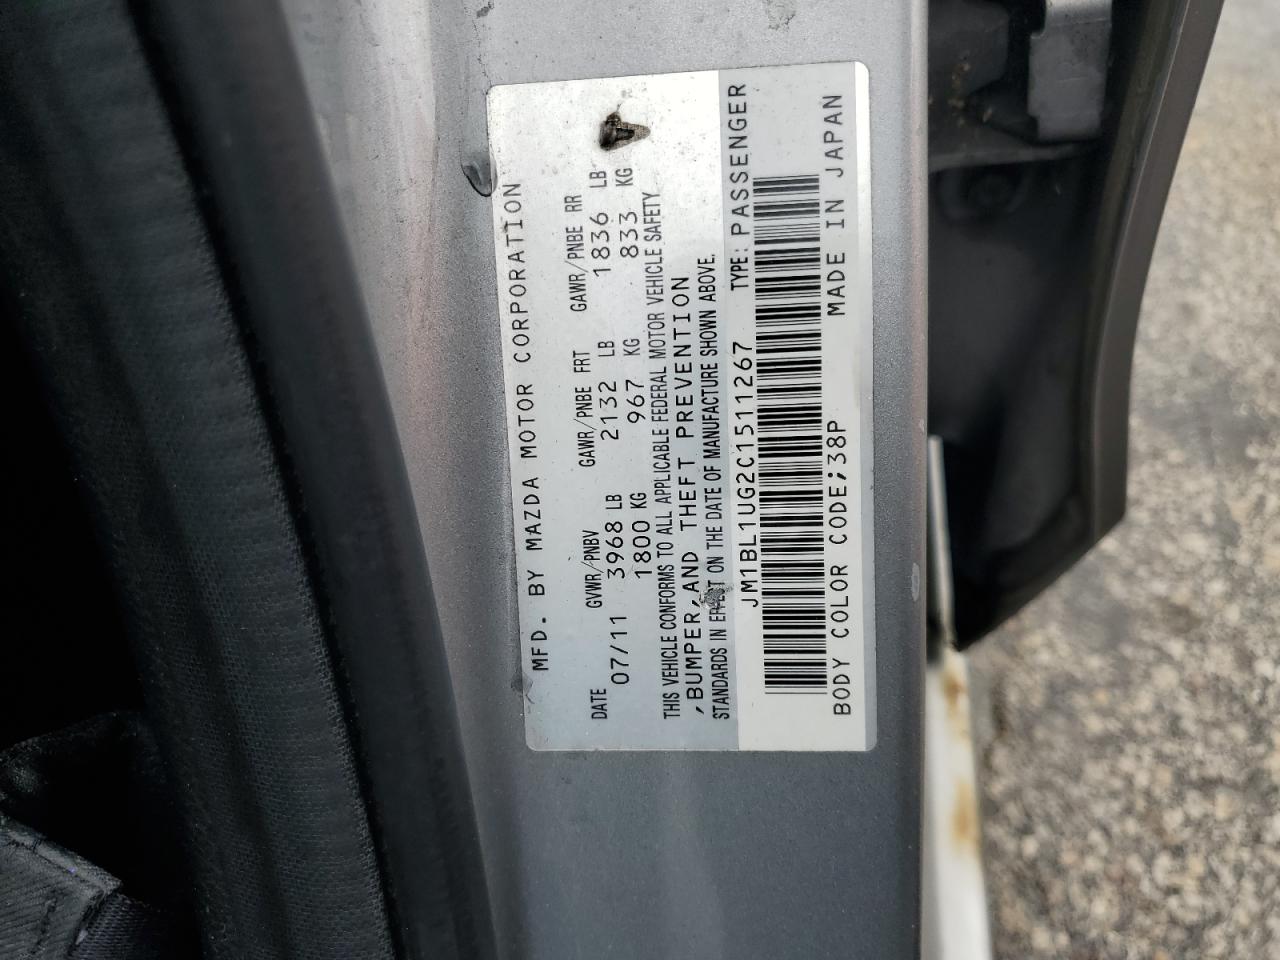 MFD. BY MAZDA MOTOR CORPORATION
DATE GVWR/PNBV GAWR/PNBE FRT GAWR/PNBE RR
07/11 3968 LB 2132 LB 1836 LB
1800 KG 967 KG 833 KG
THIS VEHICLE CONFORMS TO ALL APPLICABLE FEDERAL MOTOR VEHICLE SAFETY
,BUMPER,AND THEFT PREVENTION
STANDARDS IN EFFECT ON THE DATE OF MANUFACTURE SHOWN ABOVE.
JM1BL1UG2C1511267 TYPE: PASSENGER
BODY COLOR CODE;38P MADE IN JAPAN